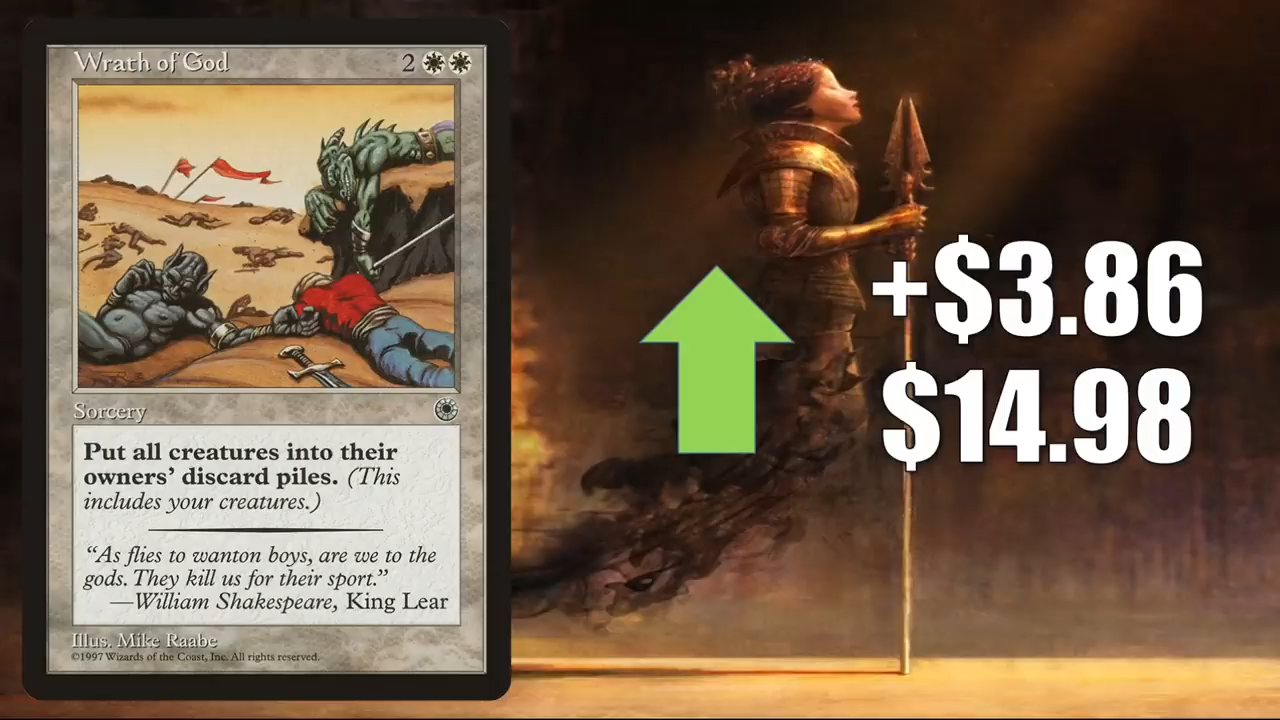 Wrath of God 2
Sorcery
Put all creatures into their
owners’ discard piles. (This
includes your creatures.)
“As flies to wanton boys, are we to the
gods. They kill us for their sport.”
—William Shakespeare, King Lear
Illus. Mike Raabe
©1997 Wizards of the Coast, Inc. All rights reserved.
+$3.86
$14.98